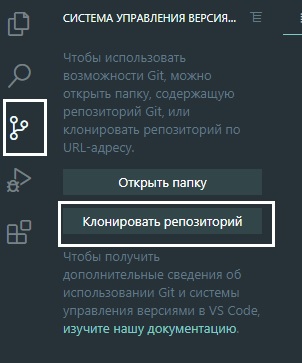 СИСТЕМА УПРАВЛЕНИЯ ВЕРСИЯ...
Чтобы использовать
возможности Git, можно
открыть папку, содержащую
репозиторий Git, или
клонировать репозиторий по
URL-адресу.
Открыть папку
Клонировать репозиторий
Чтобы получить
дополнительные сведения об
использовании Git и системы
управления версиями в VS Code,
изучите нашу документацию.